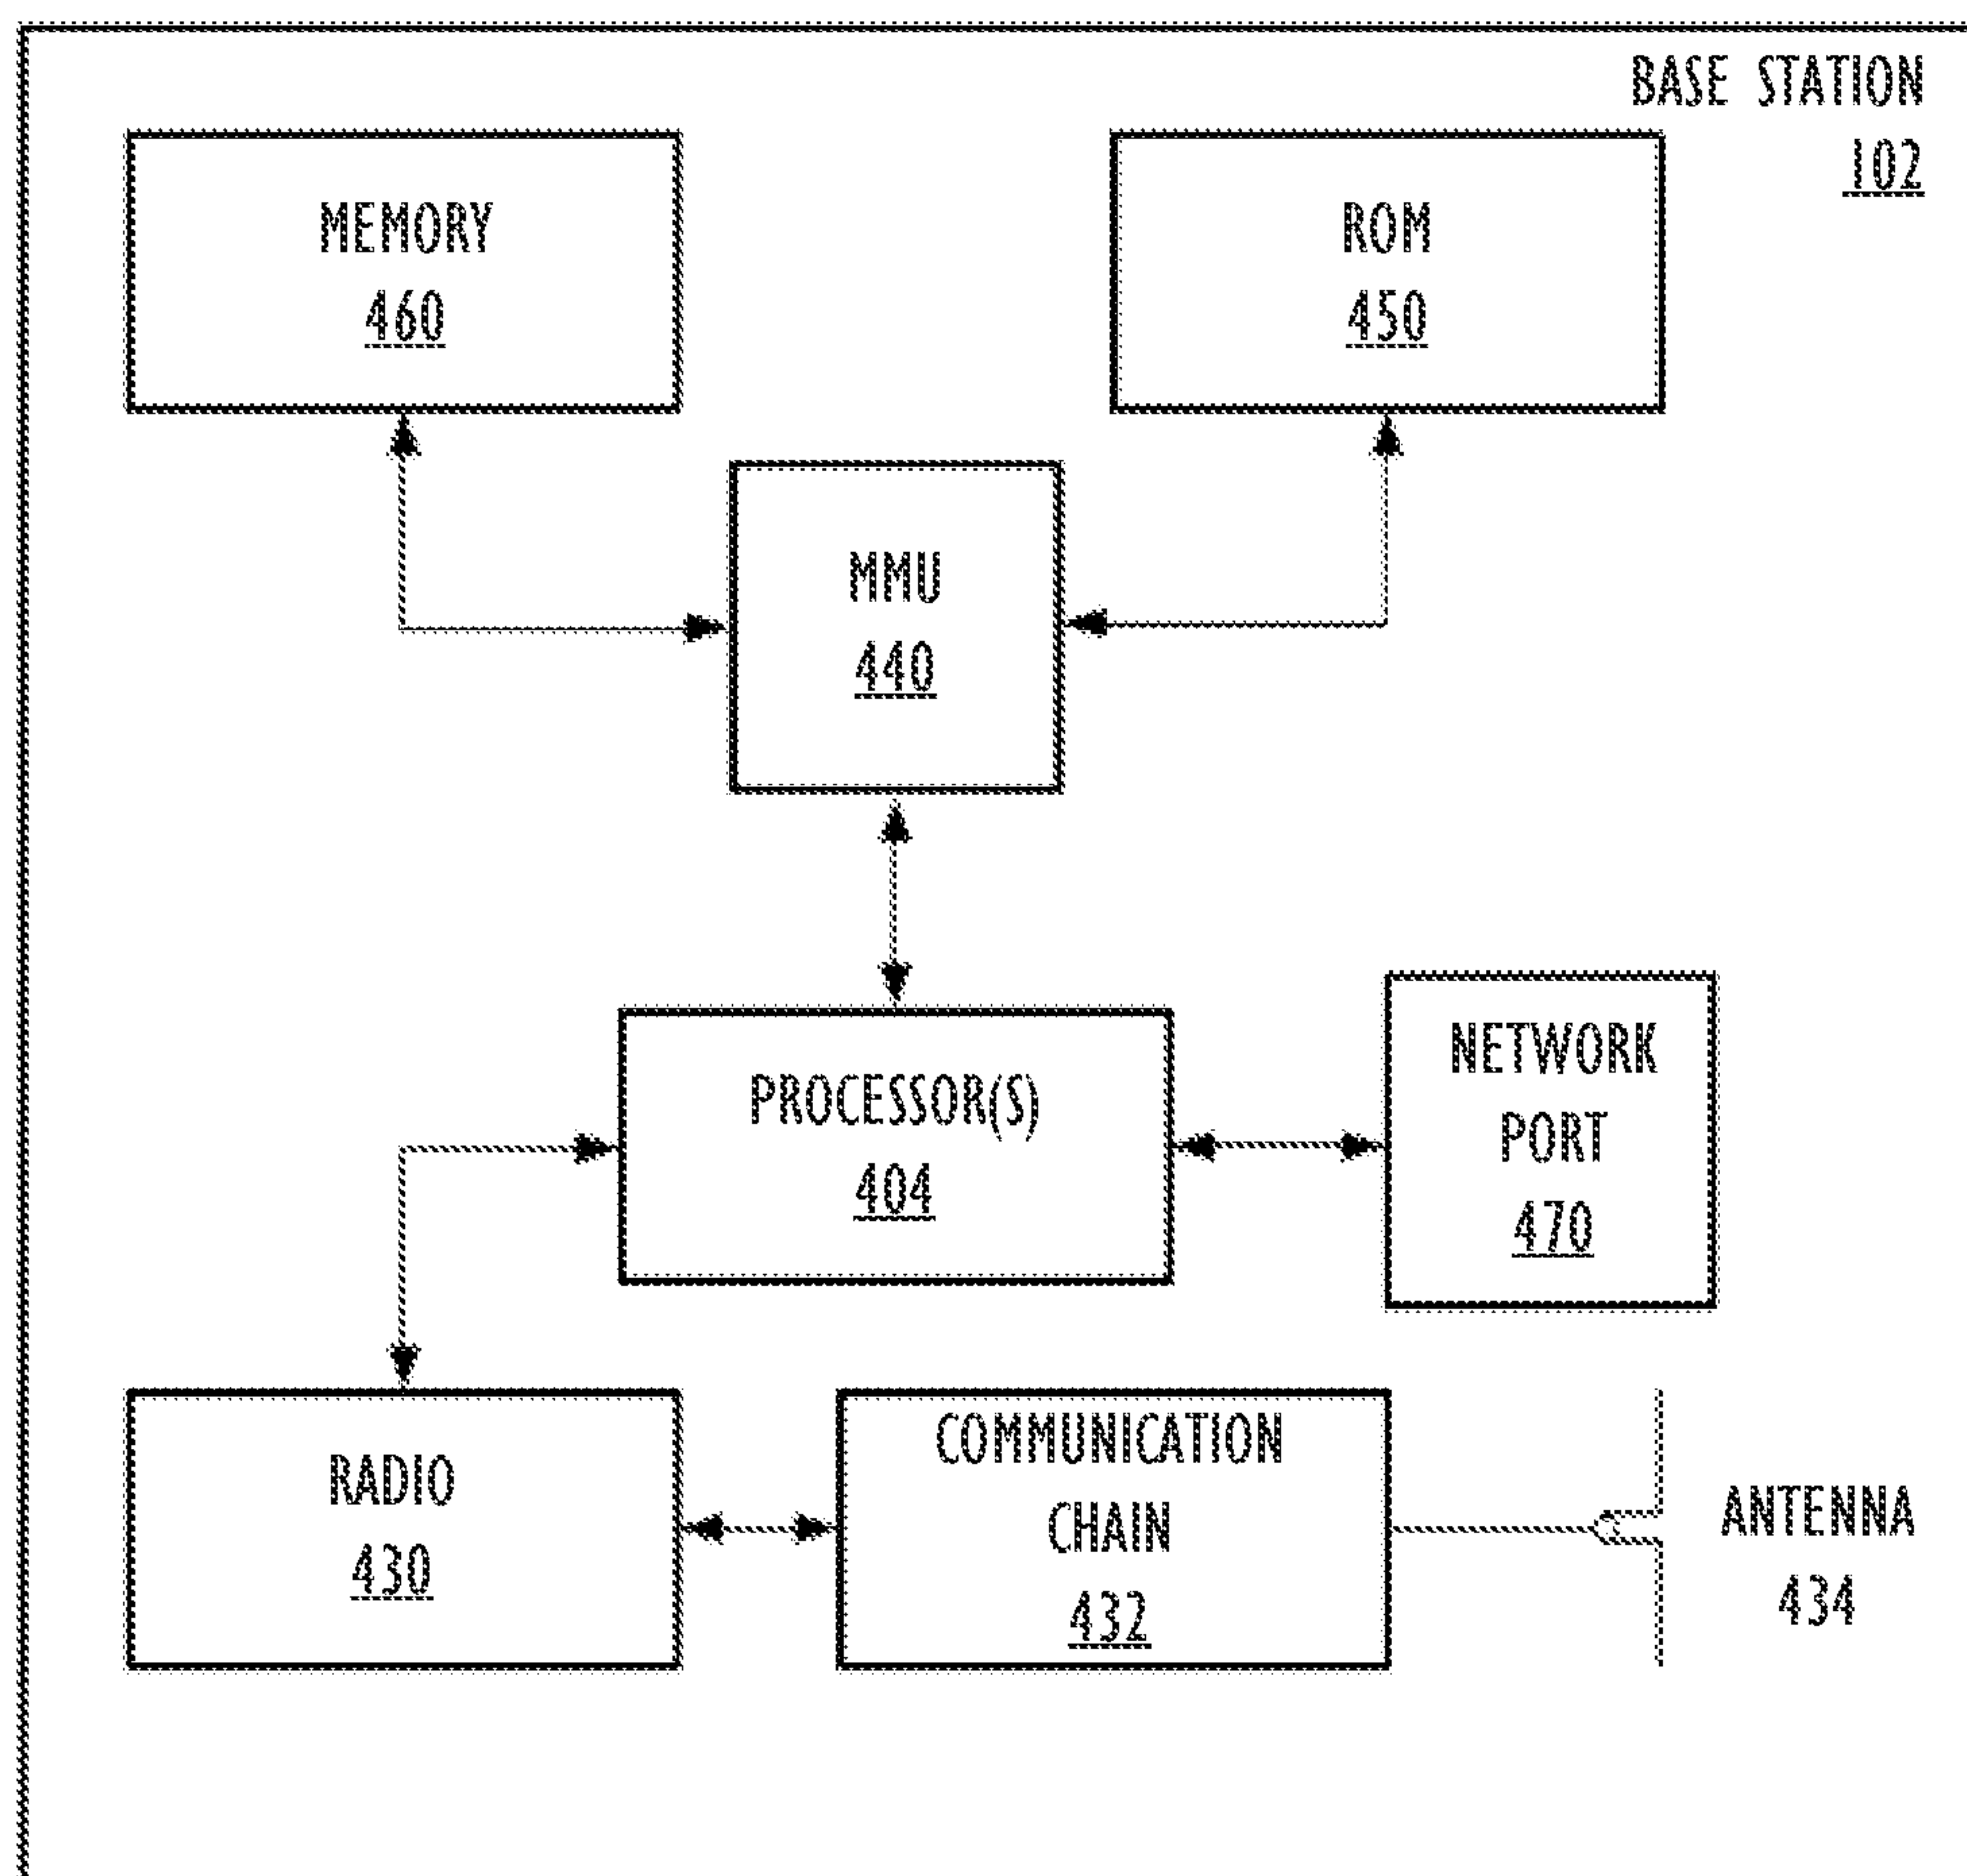 BASE STATION
102
MEMORY
460
ROM
450
MMU
440
PROCESSOR(S)
404
NETWORK
PORT
470
RADIO
430
COMMUNICATION
CHAIN
432
ANTENNA
434